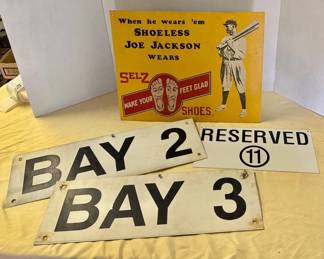 When he wears 'em
SHOELESS
JOE JACKSON
WEARS
SELZ
MAKE YOUR FEET GLAD
SHOES
BAY 2
RESERVED
11
BAY 3